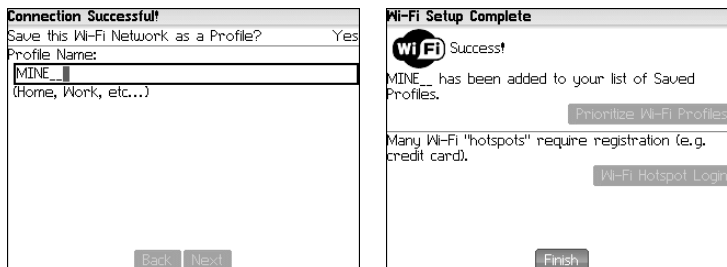 Connection Successful!
Save this Wi-Fi Network as a Profile? Yes
Profile Name:
MINE__
(Home, Work, etc...)
Back Next
Wi-Fi Setup Complete
Wi Fi Success!
MINE__ has been added to your list of Saved
Profiles.
Prioritize Wi-Fi Profiles
Many Wi-Fi "hotspots" require registration (e.g.
credit card).
Wi-Fi Hotspot Login
Finish